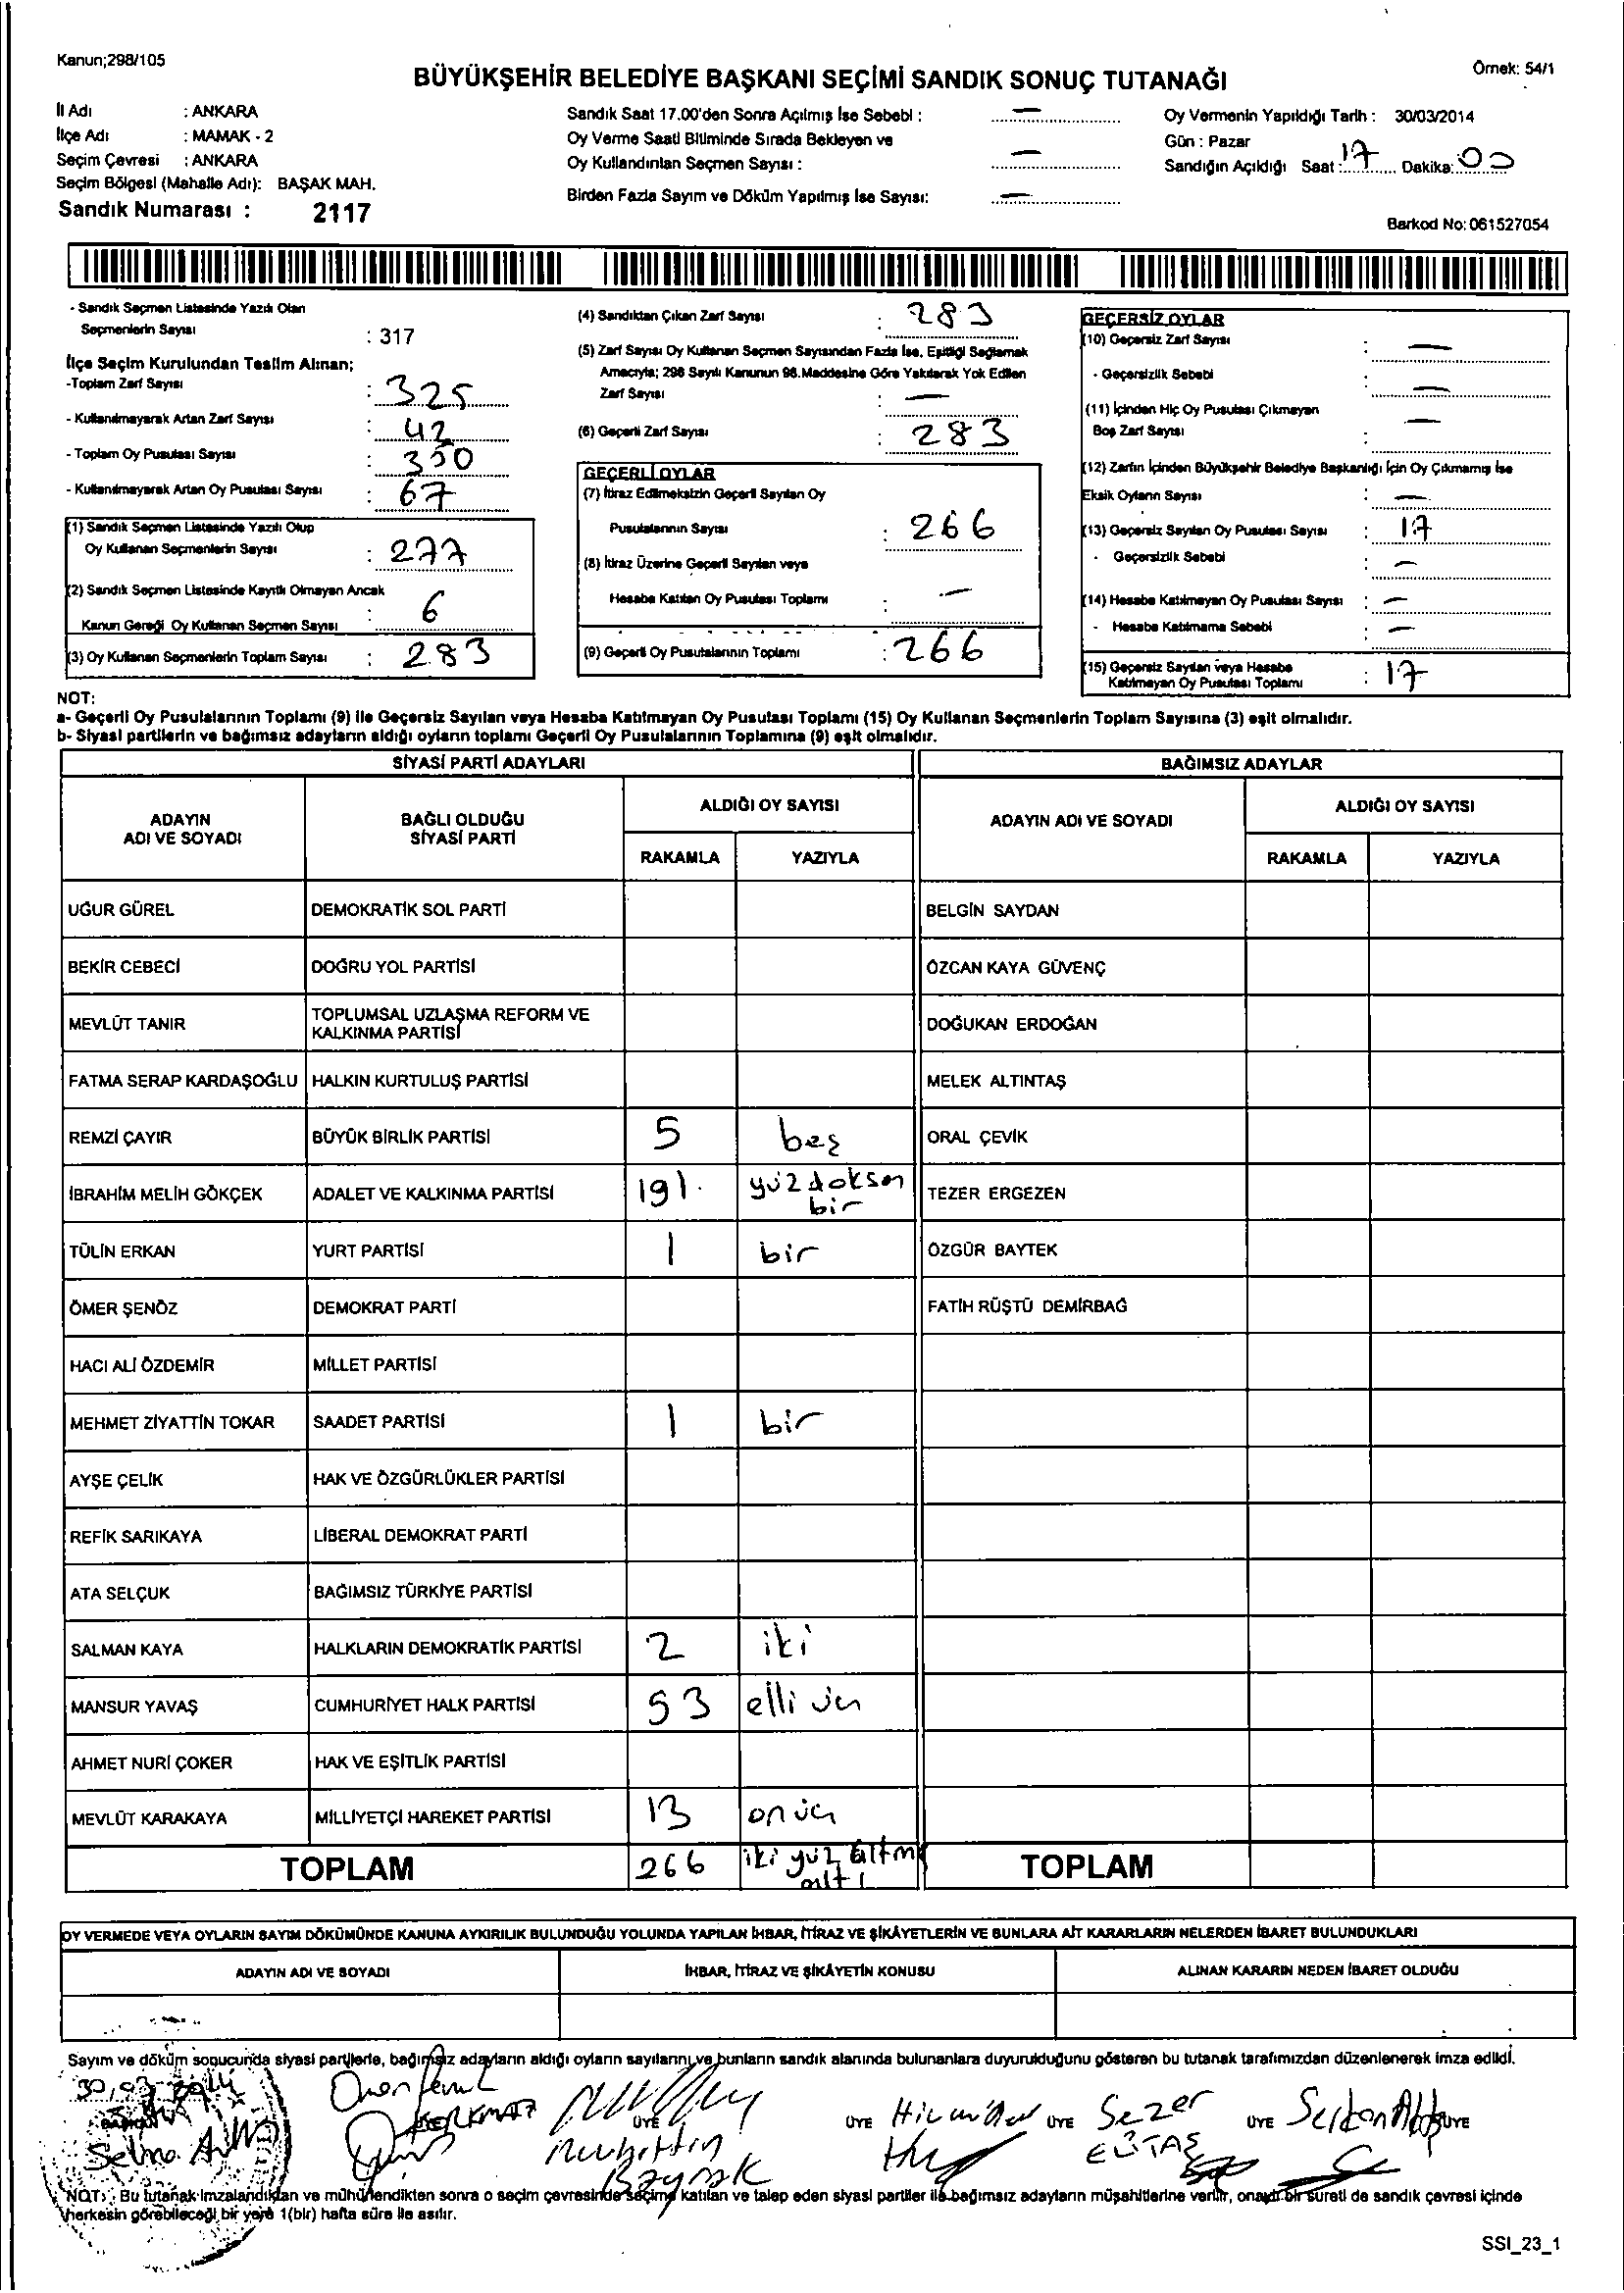 Kanun;298/105
Örnek: 54/1
BÜYÜKŞEHİR BELEDİYE BAŞKANI SEÇİMİ SANDIK SONUÇ TUTANAĞI
İl Adı : ANKARA
İlçe Adı : MAMAK - 2
Seçim Çevresi : ANKARA
Seçim Bölgesi (Mahalle Adı): BAŞAK MAH.
Sandık Numarası : 2117
Sandık Saat 17.00'den Sonra Açılmış İse Sebebi : —
Oy Verme Saati Bitiminde Sırada Bekleyen ve
Oy Kullandırılan Seçmen Sayısı : —
Birden Fazla Sayım ve Döküm Yapılmış İse Sayısı: —
Oy Vermenin Yapıldığı Tarih : 30/03/2014
Gün : Pazar
Sandığın Açıldığı Saat : 17 Dakika: 00
Barkod No: 061527054
- Sandık Seçmen Listesinde Yazılı Olan
Seçmenlerin Sayısı : 317
İlçe Seçim Kurulundan Teslim Alınan;
-Toplam Zarf Sayısı : 325
- Kullanılmayarak Artan Zarf Sayısı : 42
- Toplam Oy Pusulası Sayısı : 350
- Kullanılmayarak Artan Oy Pusulası Sayısı : 67
(1) Sandık Seçmen Listesinde Yazılı Olup
Oy Kullanan Seçmenlerin Sayısı : 277
(2) Sandık Seçmen Listesinde Kayıtlı Olmayan Ancak
Kanun Gereği Oy Kullanan Seçmen Sayısı : 6
(3) Oy Kullanan Seçmenlerin Toplam Sayısı : 283
(4) Sandıktan Çıkan Zarf Sayısı : 283
(5) Zarf Sayısı Oy Kullanan Seçmen Sayısından Fazla İse, Eşitliği Sağlamak
Amacıyla; 298 Sayılı Kanunun 98.Maddesine Göre Yakılarak Yok Edilen
Zarf Sayısı : —
(6) Geçerli Zarf Sayısı : 283
GEÇERLİ OYLAR
(7) İtiraz Edilmeksizin Geçerli Sayılan Oy
Pusulalarının Sayısı : 266
(8) İtiraz Üzerine Geçerli Sayılan veya
Hesaba Katılan Oy Pusulası Toplamı : —
(9) Geçerli Oy Pusulalarının Toplamı : 266
GEÇERSİZ OYLAR
(10) Geçersiz Zarf Sayısı : —
- Geçersizlik Sebebi : —
(11) İçinden Hiç Oy Pusulası Çıkmayan
Boş Zarf Sayısı : —
(12) Zarfın İçinden Büyükşehir Belediye Başkanlığı İçin Oy Çıkmamış İse
Eksik Oyların Sayısı : —
(13) Geçersiz Sayılan Oy Pusulası Sayısı : 17
- Geçersizlik Sebebi : —
(14) Hesaba Katılmayan Oy Pusulası Sayısı : —
- Hesaba Katılmama Sebebi : —
(15) Geçersiz Sayılan veya Hesaba
Katılmayan Oy Pusulası Toplamı : 17
NOT:
a- Geçerli Oy Pusulalarının Toplamı (9) ile Geçersiz Sayılan veya Hesaba Katılmayan Oy Pusulası Toplamı (15) Oy Kullanan Seçmenlerin Toplam Sayısına (3) eşit olmalıdır.
b- Siyasi partilerin ve bağımsız adayların aldığı oyların toplamı Geçerli Oy Pusulalarının Toplamına (9) eşit olmalıdır.
SİYASİ PARTİ ADAYLARI BAĞIMSIZ ADAYLAR
ADAYIN ADI VE SOYADI BAĞLI OLDUĞU SİYASİ PARTİ ALDIĞI OY SAYISI ADAYIN ADI VE SOYADI ALDIĞI OY SAYISI
RAKAMLA YAZIYLA RAKAMLA YAZIYLA
UĞUR GÜREL DEMOKRATİK SOL PARTİ BELGİN SAYDAN
BEKİR CEBECİ DOĞRU YOL PARTİSİ ÖZCAN KAYA GÜVENÇ
MEVLÜT TANIR TOPLUMSAL UZLAŞMA REFORM VE KALKINMA PARTİSİ DOĞUKAN ERDOĞAN
FATMA SERAP KARDAŞOĞLU HALKIN KURTULUŞ PARTİSİ MELEK ALTINTAŞ
REMZİ ÇAYIR BÜYÜK BİRLİK PARTİSİ 5 beş ORAL ÇEVİK
İBRAHİM MELİH GÖKÇEK ADALET VE KALKINMA PARTİSİ 191 yüz doksan bir TEZER ERGEZEN
TÜLİN ERKAN YURT PARTİSİ 1 bir ÖZGÜR BAYTEK
ÖMER ŞENÖZ DEMOKRAT PARTİ FATİH RÜŞTÜ DEMİRBAĞ
HACI ALİ ÖZDEMİR MİLLET PARTİSİ
MEHMET ZİYATTİN TOKAR SAADET PARTİSİ 1 bir
AYŞE ÇELİK HAK VE ÖZGÜRLÜKLER PARTİSİ
REFİK SARIKAYA LİBERAL DEMOKRAT PARTİ
ATA SELÇUK BAĞIMSIZ TÜRKİYE PARTİSİ
SALMAN KAYA HALKLARIN DEMOKRATİK PARTİSİ 2 iki
MANSUR YAVAŞ CUMHURİYET HALK PARTİSİ 53 elli üç
AHMET NURİ ÇOKER HAK VE EŞİTLİK PARTİSİ
MEVLÜT KARAKAYA MİLLİYETÇİ HAREKET PARTİSİ 13 on üç
TOPLAM 266 iki yüz altmış altı TOPLAM
OY VERMEDE VEYA OYLARIN SAYIM DÖKÜMÜNDE KANUNA AYKIRILIK BULUNDUĞU YOLUNDA YAPILAN İHBAR, İTİRAZ VE ŞİKÂYETLERİN VE BUNLARA AİT KARARLARIN NELERDEN İBARET BULUNDUKLARI
ADAYIN ADI VE SOYADI İHBAR, İTİRAZ VE ŞİKÂYETİN KONUSU ALINAN KARARIN NEDEN İBARET OLDUĞU
Sayım ve döküm sonucunda siyasi partilerle, bağımsız adayların aldığı oyların sayılarını ve bunların sandık alanında bulunanlara duyurulduğunu gösteren bu tutanak tarafımızdan düzenlenerek imza edildi.
30.03.2014
BAŞKAN ÜYE ÜYE ÜYE Sezer ÜYE ÜYE
Selma Muhittin ELİTAŞ
Bayrak
NOT: Bu tutanak imzalandıktan ve mühürlendikten sonra o seçim çevresinde seçime katılan ve talep eden siyasi partiler ile bağımsız adayların müşahitlerine verilir, onaylı bir sureti de sandık çevresi içinde
herkesin görebileceği bir yere 1(bir) hafta süre ile asılır.
SSI_23_1